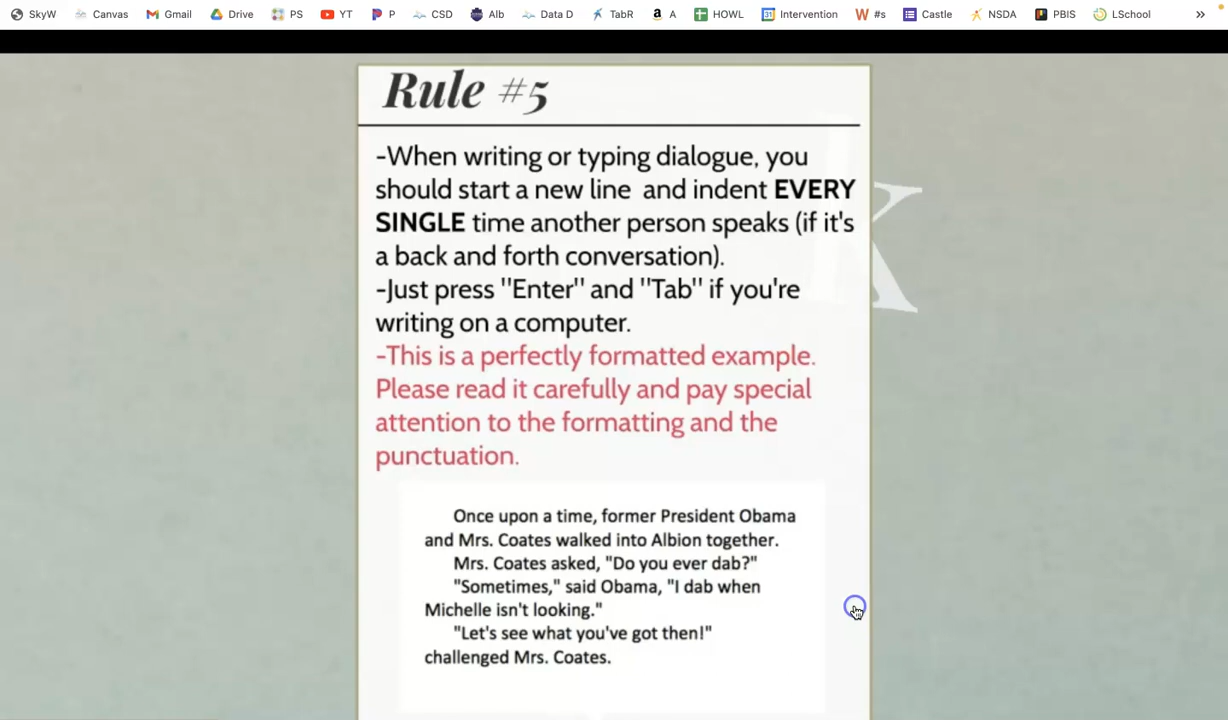 SkyW Canvas Gmail Drive PS YT P CSD Alb Data D TabR A HOWL Intervention #s Castle NSDA PBIS LSchool »
Rule #5
-When writing or typing dialogue, you
should start a new line and indent EVERY
SINGLE time another person speaks (if it's
a back and forth conversation).
-Just press "Enter" and "Tab" if you're
writing on a computer.
-This is a perfectly formatted example.
Please read it carefully and pay special
attention to the formatting and the
punctuation.
Once upon a time, former President Obama
and Mrs. Coates walked into Albion together.
Mrs. Coates asked, "Do you ever dab?"
"Sometimes," said Obama, "I dab when
Michelle isn't looking."
"Let's see what you've got then!"
challenged Mrs. Coates.